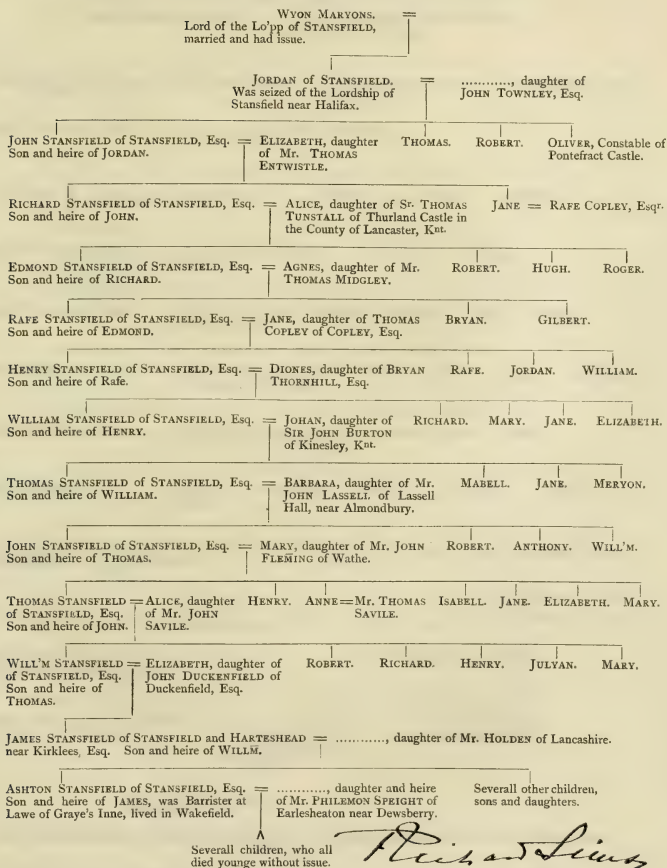 WYON MARYONS. =
Lord of the Lo'pp of STANSFIELD,
married and had issue.
JORDAN OF STANSFIELD. = ............, daughter of
Was seized of the Lordship of JOHN TOWNLEY, Esq.
Stansfield near Halifax.
JOHN STANSFIELD of STANSFIELD, Esq. = ELIZABETH, daughter THOMAS. ROBERT. OLIVER, Constable of
Son and heire of JORDAN. of Mr. THOMAS Pontefract Castle.
ENTWISTLE.
RICHARD STANSFIELD of STANSFIELD, Esq. = ALICE, daughter of Sr. THOMAS JANE = RAFE COPLEY, Esqr.
Son and heire of JOHN. TUNSTALL of Thurland Castle in
the County of Lancaster, Knt.
EDMOND STANSFIELD of STANSFIELD, Esq. = AGNES, daughter of Mr. ROBERT. HUGH. ROGER.
Son and heire of RICHARD. THOMAS MIDGLEY.
RAFE STANSFIELD of STANSFIELD, Esq. = JANE, daughter of THOMAS BRYAN. GILBERT.
Son and heire of EDMOND. COPLEY of COPLEY, Esq.
HENRY STANSFIELD of STANSFIELD, Esq. = DIONES, daughter of BRYAN RAFE. JORDAN. WILLIAM.
Son and heire of Rafe. THORNHILL, Esq.
WILLIAM STANSFIELD of STANSFIELD, Esq. = JOHAN, daughter of RICHARD. MARY. JANE. ELIZABETH.
Son and heire of HENRY. SIR JOHN BURTON
of Kinesley, Knt.
THOMAS STANSFIELD of STANSFIELD, Esq. = BARBARA, daughter of Mr. MABELL. JANE. MERYON.
Son and heire of WILLIAM. JOHN LASSELL of Lassell
Hall, near Almondbury.
JOHN STANSFIELD of STANSFIELD, Esq. = MARY, daughter of Mr. JOHN ROBERT. ANTHONY. WILL'M.
Son and heire of THOMAS. FLEMING of Wathe.
THOMAS STANSFIELD = ALICE, daughter HENRY. ANNE = Mr. THOMAS ISABELL. JANE. ELIZABETH. MARY.
of STANSFIELD, Esq. of Mr. JOHN SAVILE.
Son and heire of JOHN. SAVILE.
WILL'M STANSFIELD = ELIZABETH, daughter of ROBERT. RICHARD. HENRY. JULYAN. MARY.
of STANSFIELD, Esq. JOHN DUCKENFIELD of
Son and heire of Duckenfield, Esq.
THOMAS.
JAMES STANSFIELD of STANSFIELD and HARTESHEAD = ............, daughter of Mr. HOLDEN of Lancashire.
near Kirklees, Esq. Son and heire of WILLM.
ASHTON STANSFIELD of STANSFIELD, Esq. = ............, daughter and heire Severall other children,
Son and heire of JAMES, was Barrister at of Mr. PHILEMON SPEIGHT of sons and daughters.
Lawe of Graye's Inne, lived in Wakefield. Earlesheaton near Dewsberry.
Severall children, who all
died younge without issue.
Richard Sims